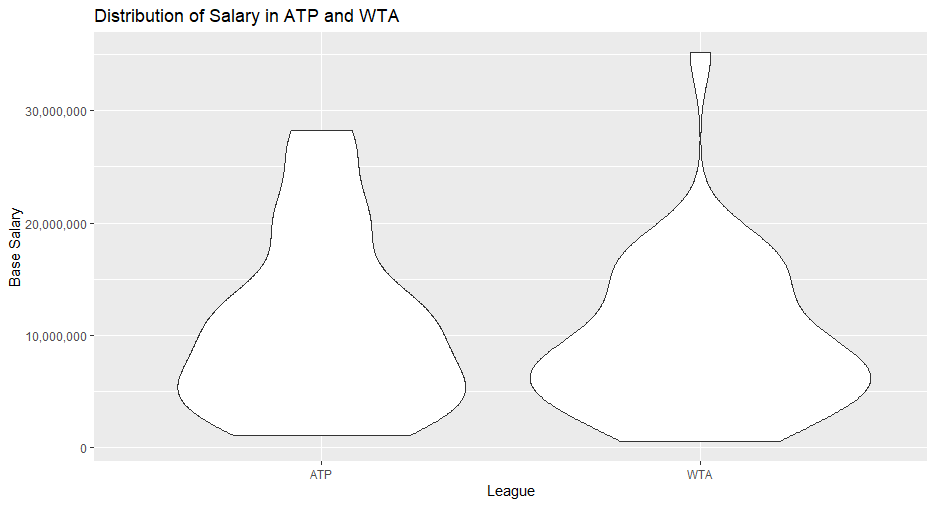 Distribution of Salary in ATP and WTA
Base Salary
30,000,000
20,000,000
10,000,000
0
ATP
WTA
League